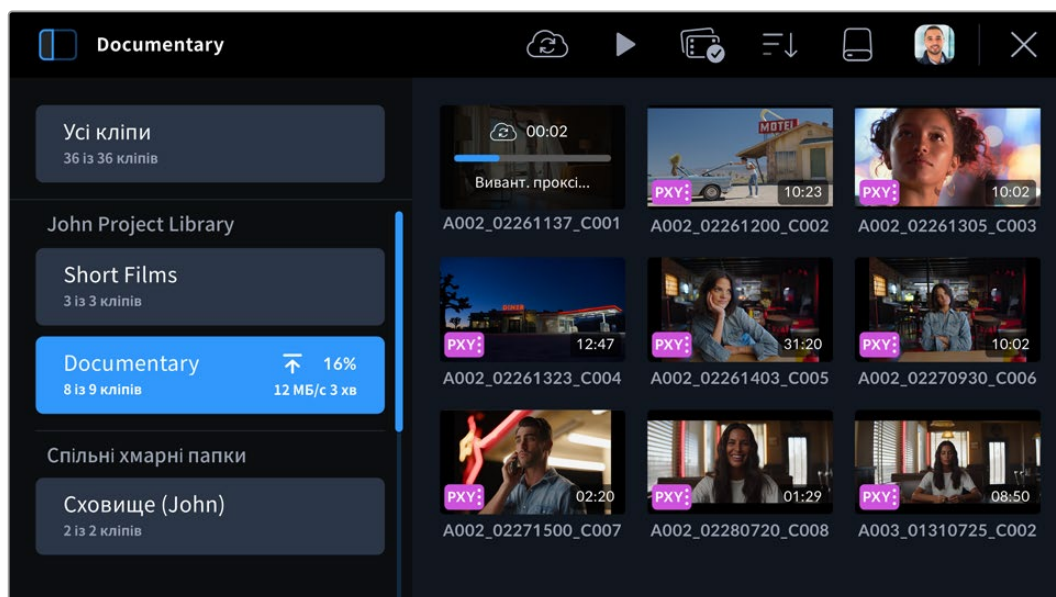 Documentary
Усі кліпи
36 із 36 кліпів
John Project Library
Short Films
3 із 3 кліпів
Documentary 16%
8 із 9 кліпів 12 МБ/с 3 хв
Спільні хмарні папки
Сховище (John)
2 із 2 кліпів
00:02
Вивант. проксі...
A002_02261137_C001
MOTEL
PXY 10:23
A002_02261200_C002
PXY 10:02
A002_02261305_C003
DINER
PXY 12:47
A002_02261323_C004
PXY 31:20
A002_02261403_C005
PXY 10:02
A002_02270930_C006
PXY 02:20
A002_02271500_C007
PXY 01:29
A002_02280720_C008
PXY 08:50
A003_01310725_C002